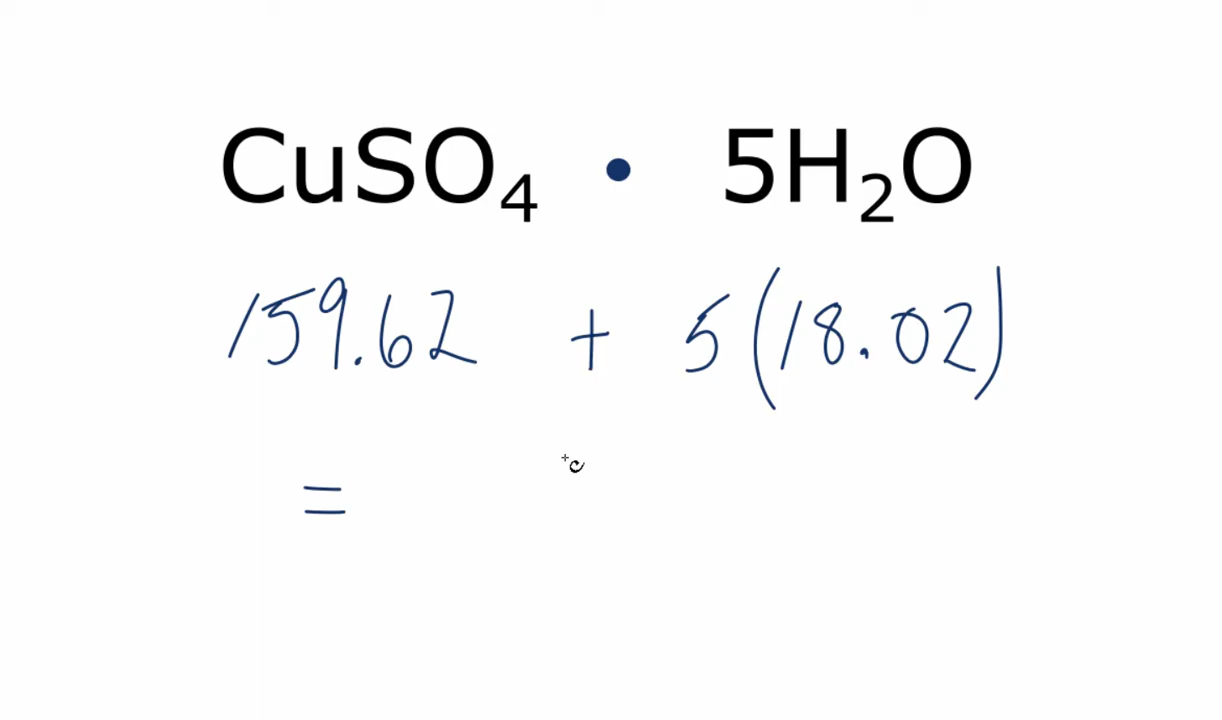 CuSO₄ • 5H₂O
159.62 + 5(18.02)
=